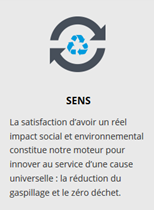 SENS
La satisfaction d'avoir un réel
impact social et environnemental
constitue notre moteur pour
innover au service d'une cause
universelle : la réduction du
gaspillage et le zéro déchet.